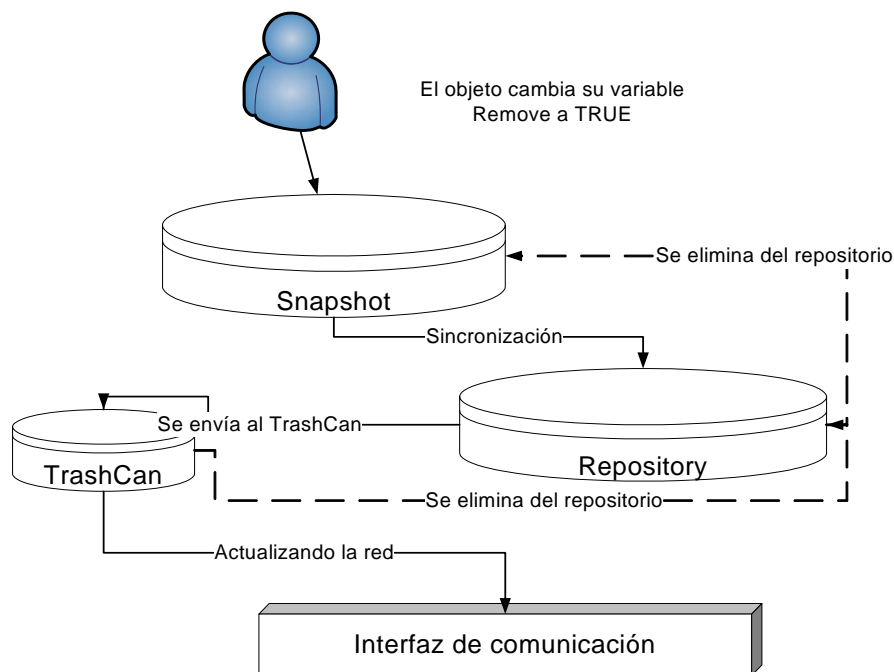 El objeto cambia su variable
Remove a TRUE
Se elimina del repositorio
Snapshot
Sincronización
Se envía al TrashCan
Repository
TrashCan
Se elimina del repositorio
Actualizando la red
Interfaz de comunicación